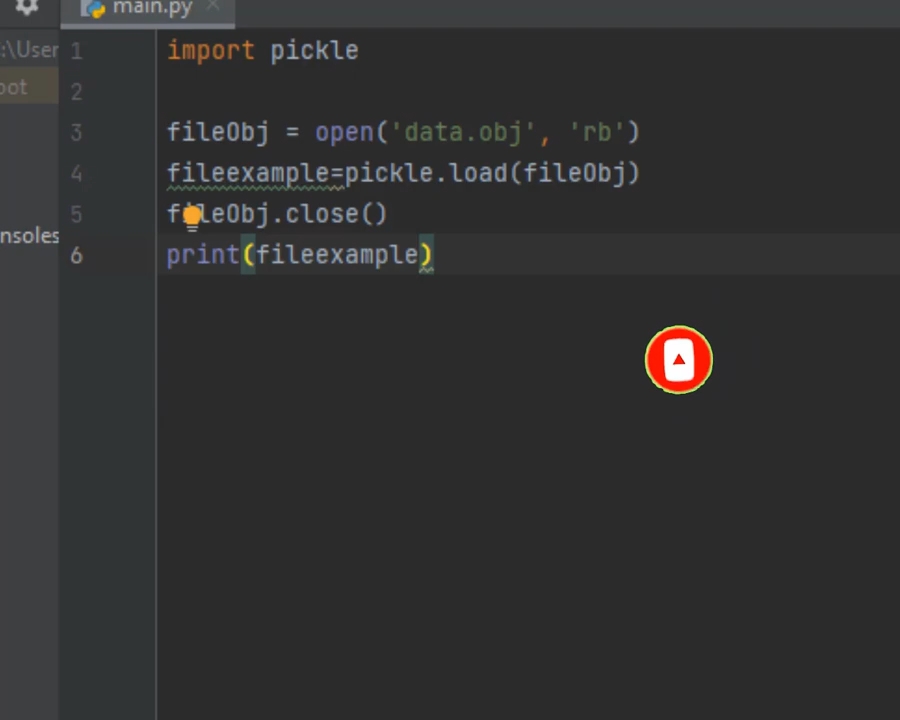 main.py
:\User
oot
nsoles
1 import pickle
2
3 fileObj = open('data.obj', 'rb')
4 fileexample=pickle.load(fileObj)
5 fileObj.close()
6 print(fileexample)